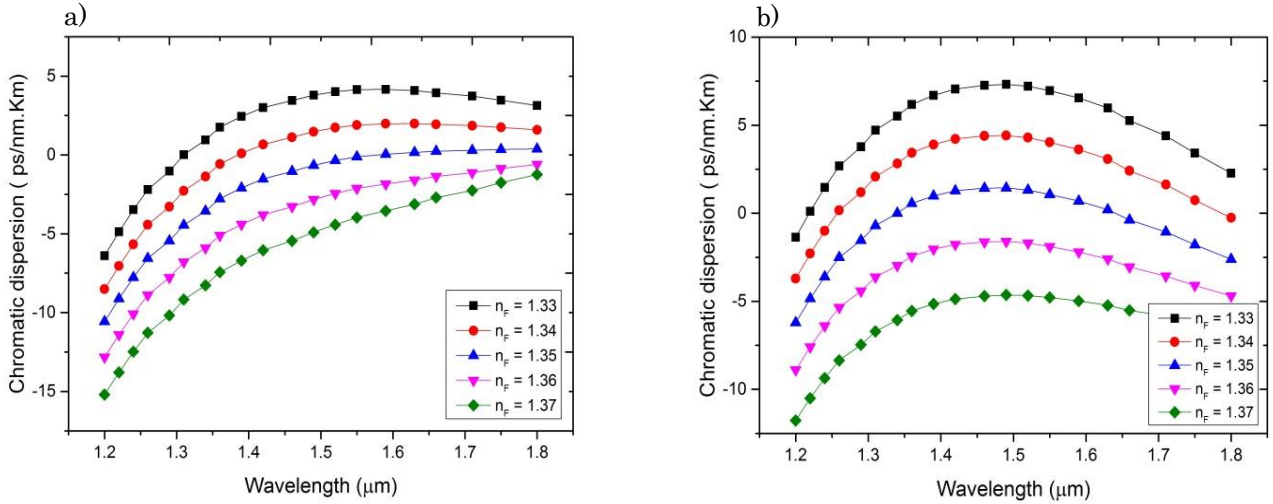 a)
Chromatic dispersion ( ps/nm.Km)
5
0
-5
-10
-15
1.2 1.3 1.4 1.5 1.6 1.7 1.8
Wavelength (μm)
n_F = 1.33
n_F = 1.34
n_F = 1.35
n_F = 1.36
n_F = 1.37
b)
Chromatic dispersion ( ps/nm.Km)
10
5
0
-5
-10
1.2 1.3 1.4 1.5 1.6 1.7 1.8
Wavelength (μm)
n_F = 1.33
n_F = 1.34
n_F = 1.35
n_F = 1.36
n_F = 1.37